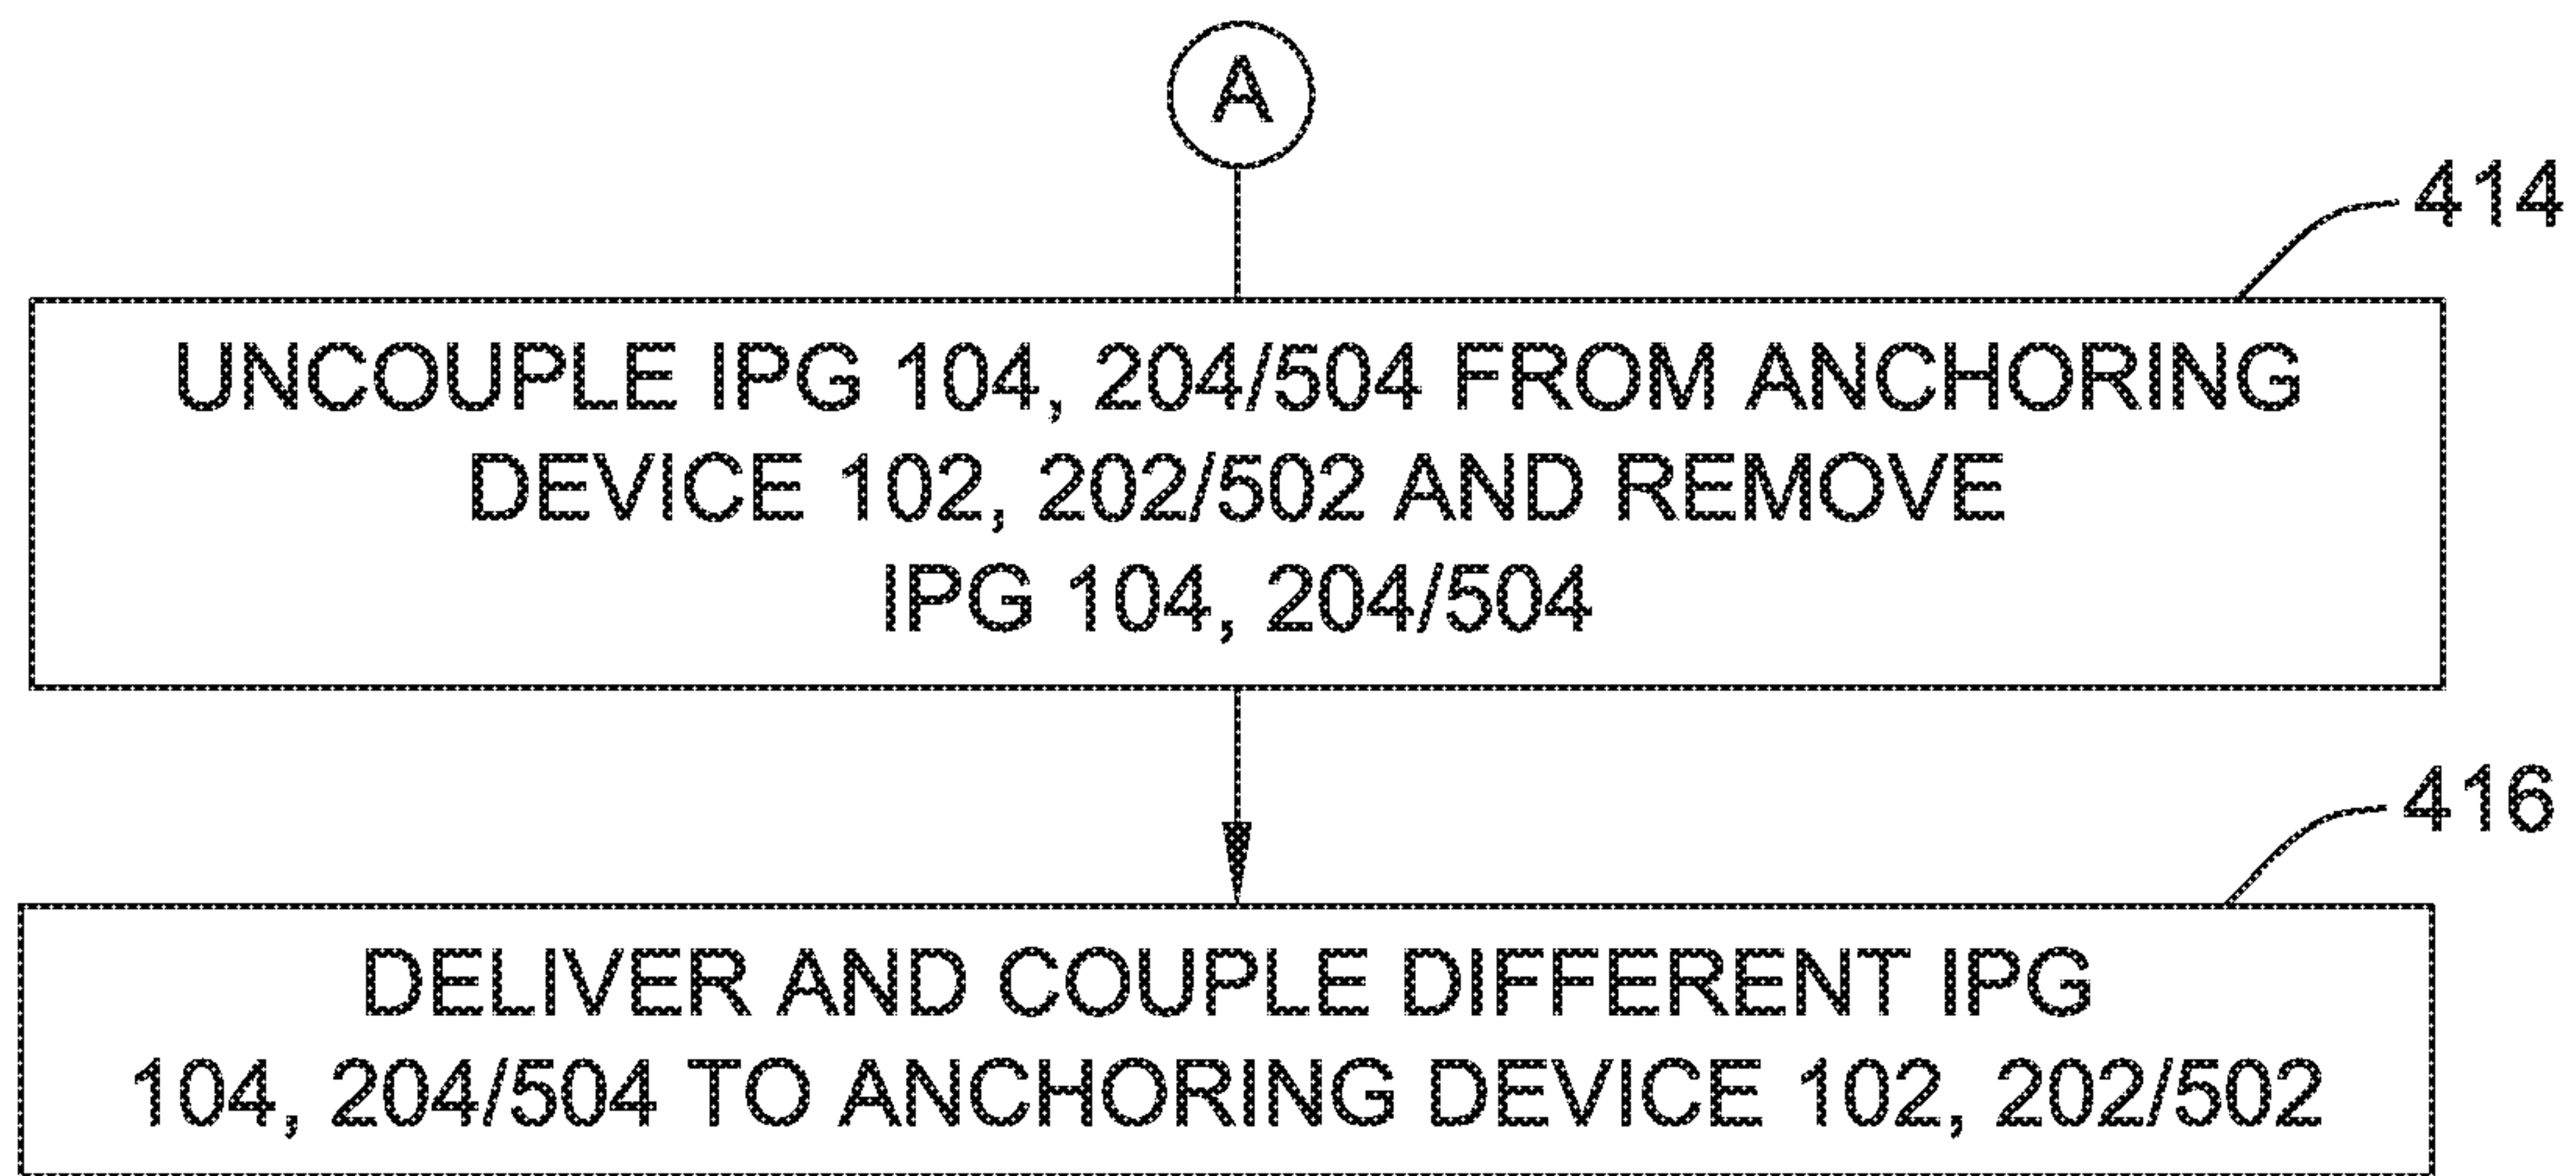 A
414
UNCOUPLE IPG 104, 204/504 FROM ANCHORING
DEVICE 102, 202/502 AND REMOVE
IPG 104, 204/504
416
DELIVER AND COUPLE DIFFERENT IPG
104, 204/504 TO ANCHORING DEVICE 102, 202/502